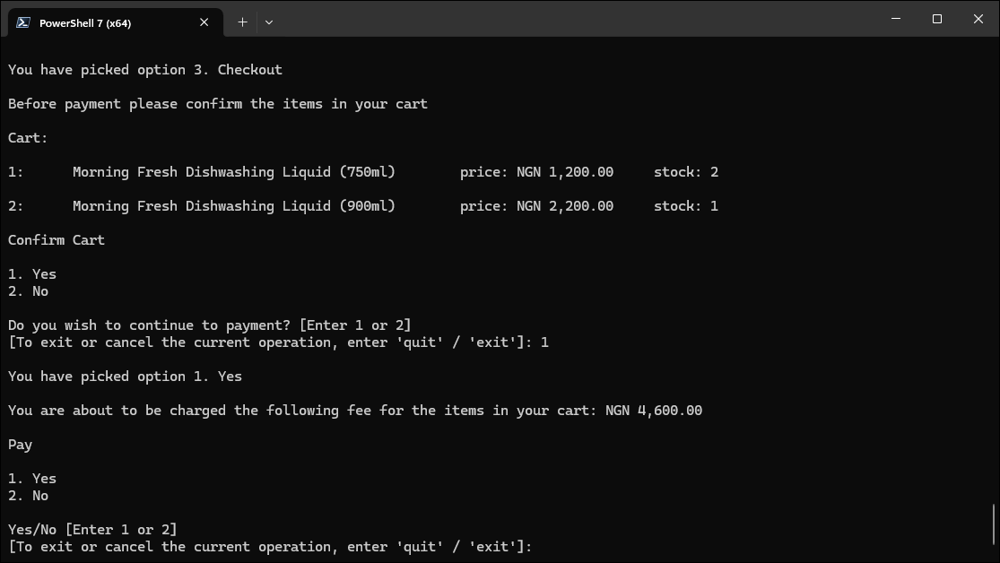 PowerShell 7 (x64)
You have picked option 3. Checkout
Before payment please confirm the items in your cart
Cart:
1:      Morning Fresh Dishwashing Liquid (750ml)        price: NGN 1,200.00     stock: 2
2:      Morning Fresh Dishwashing Liquid (900ml)        price: NGN 2,200.00     stock: 1
Confirm Cart
1. Yes
2. No
Do you wish to continue to payment? [Enter 1 or 2]
[To exit or cancel the current operation, enter 'quit' / 'exit']: 1
You have picked option 1. Yes
You are about to be charged the following fee for the items in your cart: NGN 4,600.00
Pay
1. Yes
2. No
Yes/No [Enter 1 or 2]
[To exit or cancel the current operation, enter 'quit' / 'exit']: